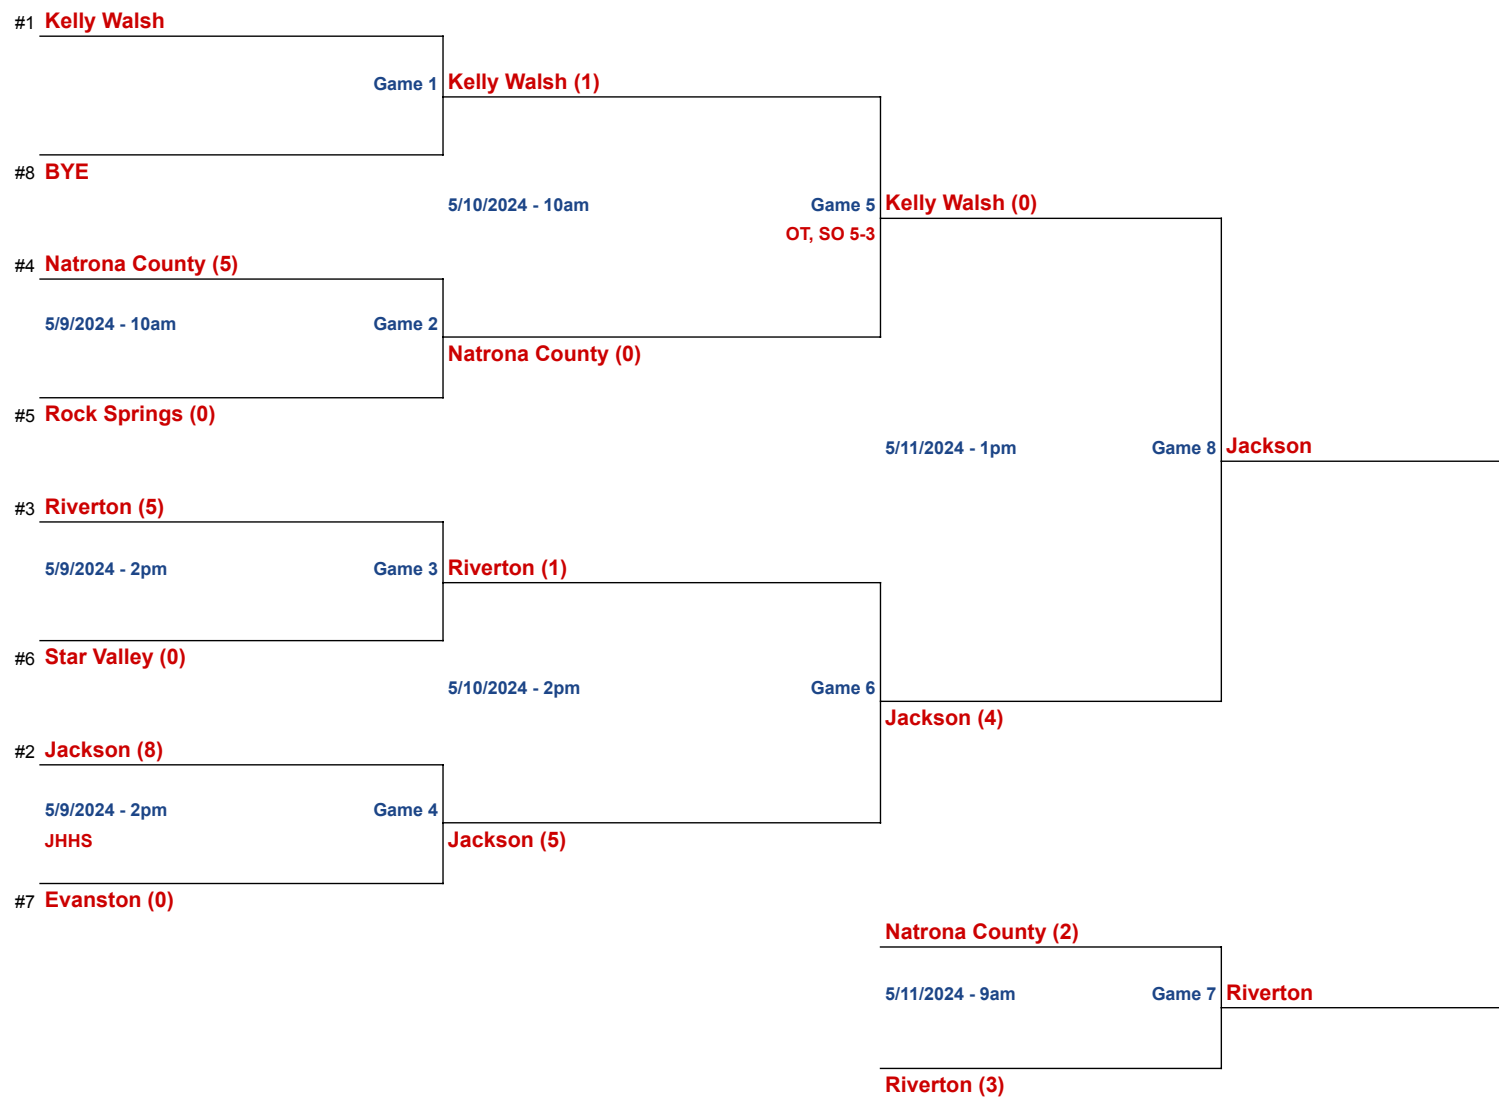 #1 Kelly Walsh
Game 1 Kelly Walsh (1)
#8 BYE
5/10/2024 - 10am Game 5 Kelly Walsh (0)
OT, SO 5-3
#4 Natrona County (5)
5/9/2024 - 10am Game 2
Natrona County (0)
#5 Rock Springs (0)
5/11/2024 - 1pm Game 8 Jackson
#3 Riverton (5)
5/9/2024 - 2pm Game 3 Riverton (1)
#6 Star Valley (0)
5/10/2024 - 2pm Game 6
Jackson (4)
#2 Jackson (8)
5/9/2024 - 2pm Game 4
JHHS
Jackson (5)
#7 Evanston (0)
Natrona County (2)
5/11/2024 - 9am Game 7 Riverton
Riverton (3)